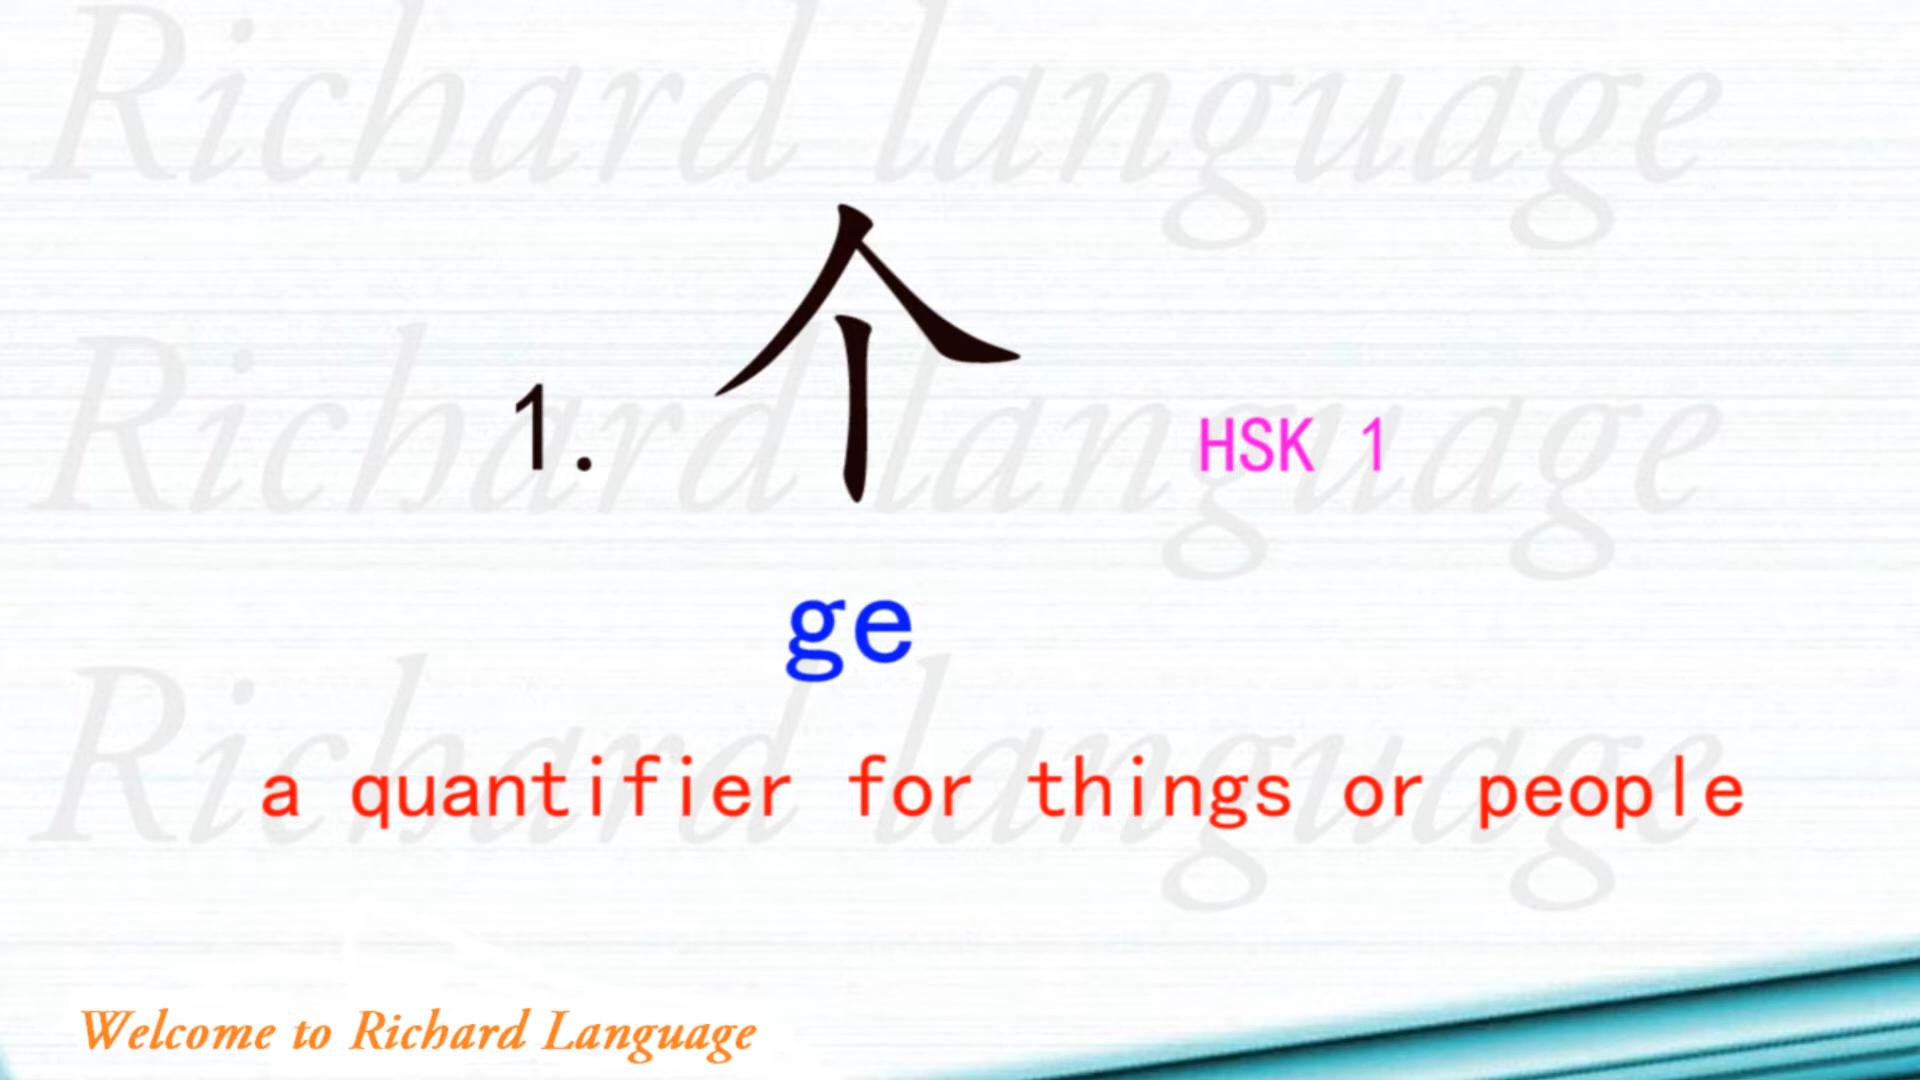 Richard language
1. 个 HSK 1
Richard language
ge
a quantifier for things or people
Richard language
Welcome to Richard Language